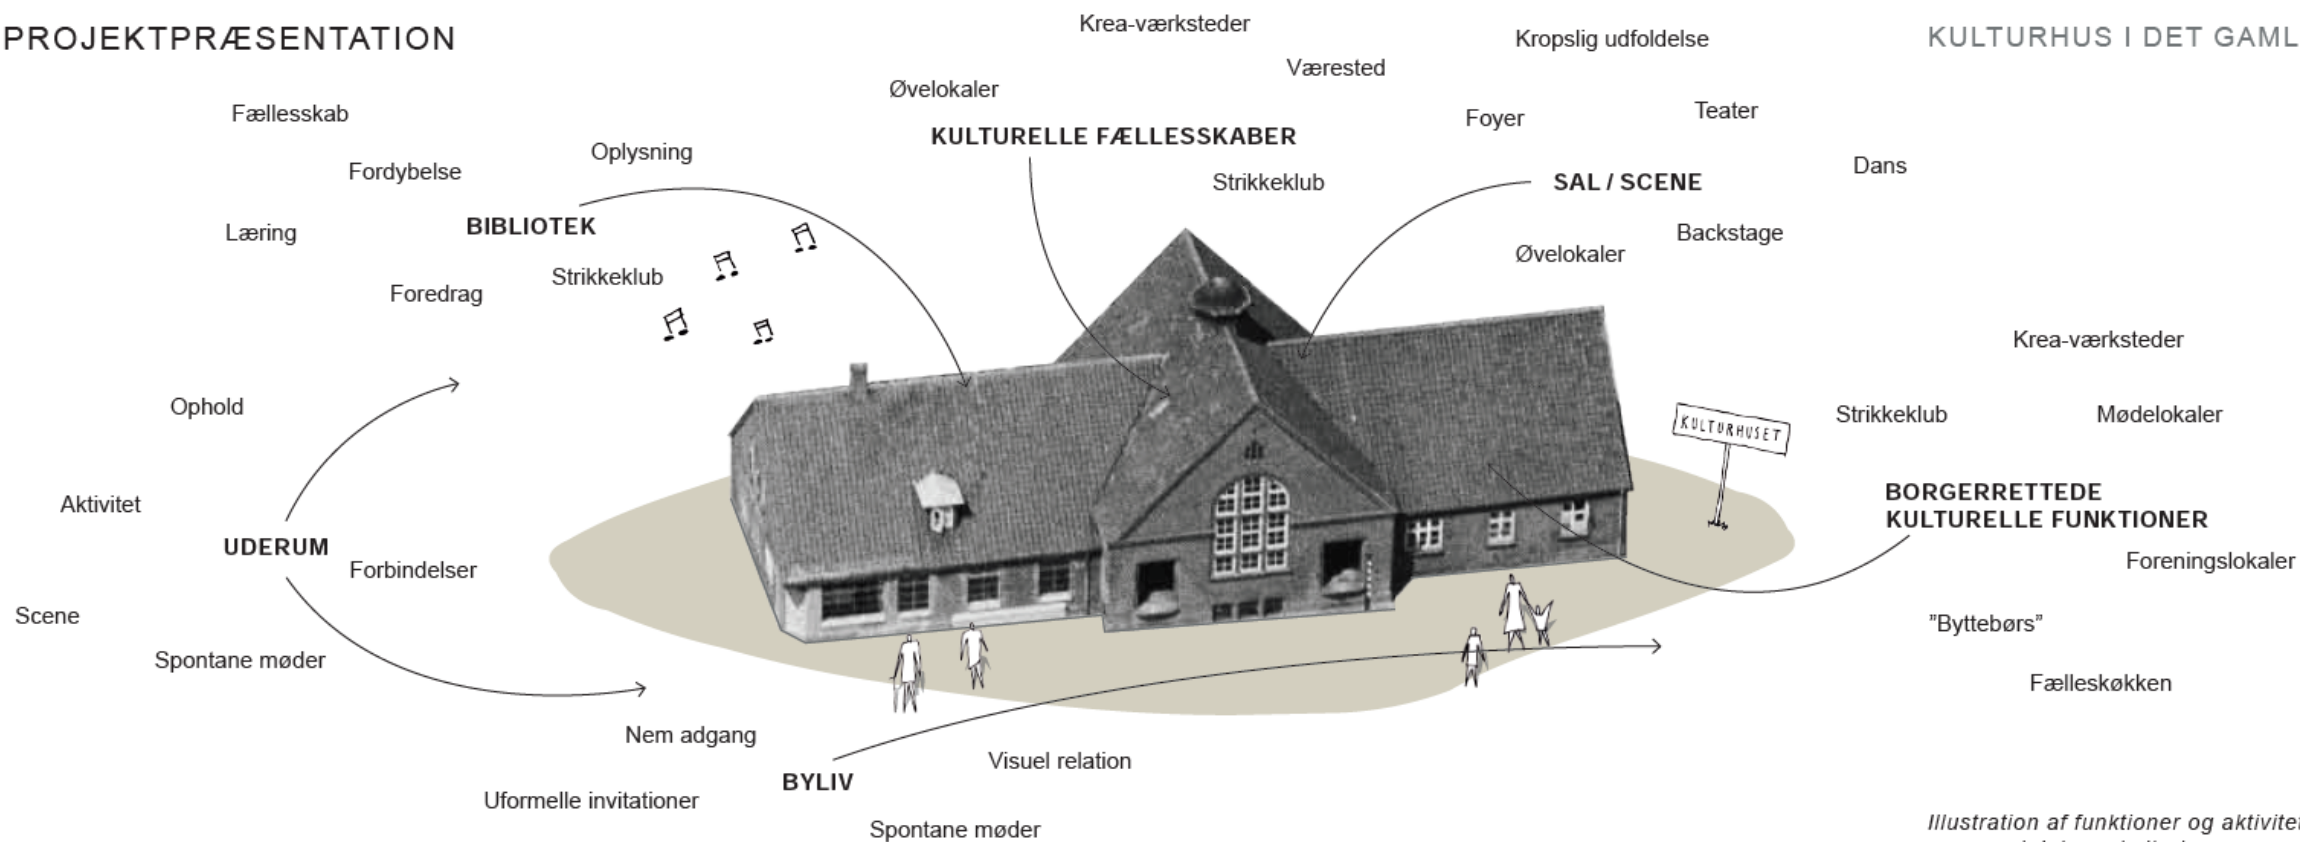 PROJEKTPRÆSENTATION
KULTURHUS I DET GAML
Krea-værksteder
Kropslig udfoldelse
Værested
Øvelokaler
KULTURELLE FÆLLESSKABER
Strikkeklub
Foyer
Teater
Dans
SAL / SCENE
Backstage
Øvelokaler
Fællesskab
Fordybelse
Oplysning
BIBLIOTEK
Læring
Foredrag
Strikkeklub
Ophold
Aktivitet
UDERUM
Forbindelser
Scene
Spontane møder
KULTURHUSET
Krea-værksteder
Strikkeklub
Mødelokaler
BORGERRETTEDE
KULTURELLE FUNKTIONER
Foreningslokaler
”Byttebørs”
Fælleskøkken
Nem adgang
Visuel relation
BYLIV
Uformelle invitationer
Spontane møder
Illustration af funktioner og aktivitet